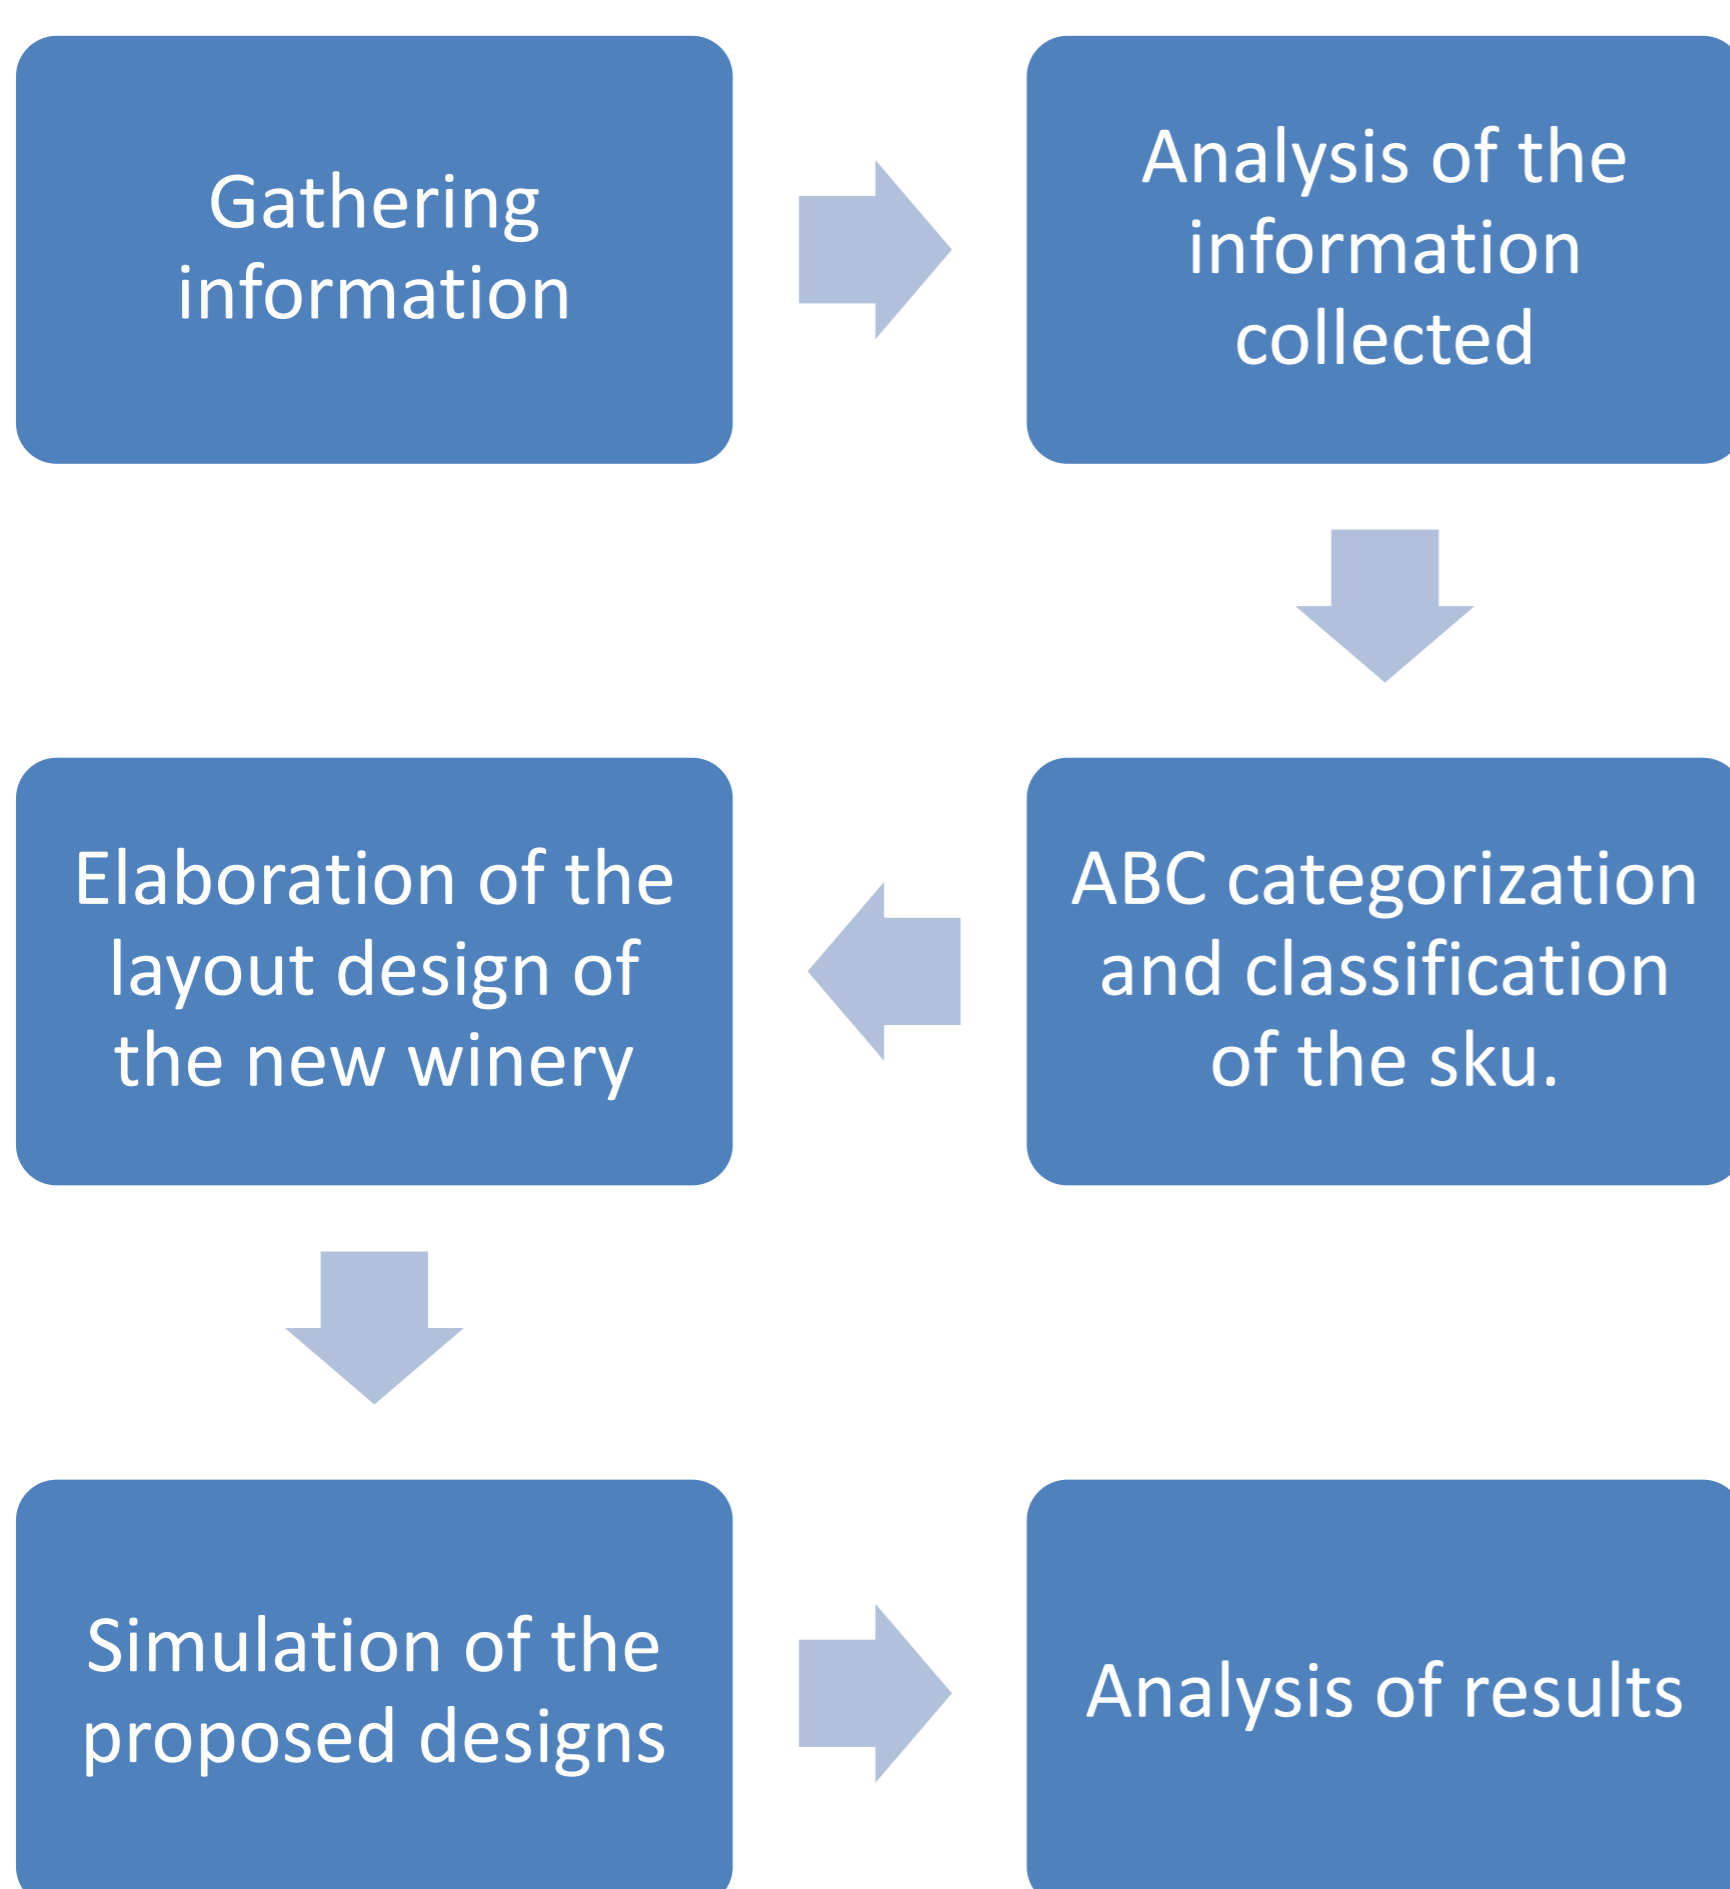 Gathering
information
Analysis of the
information
collected
ABC categorization
and classification
of the sku.
Elaboration of the
layout design of
the new winery
Simulation of the
proposed designs
Analysis of results